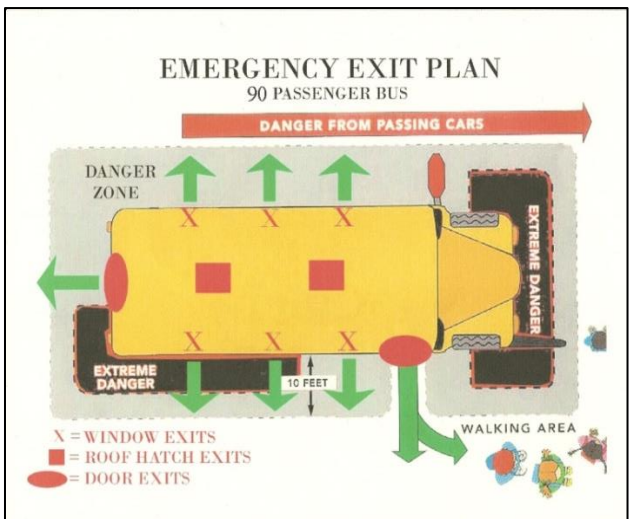 EMERGENCY EXIT PLAN
90 PASSENGER BUS
DANGER FROM PASSING CARS
DANGER
ZONE
X
X
X
EXTREME DANGER
X
X
X
EXTREME
DANGER
10 FEET
WALKING AREA
X = WINDOW EXITS
= ROOF HATCH EXITS
= DOOR EXITS